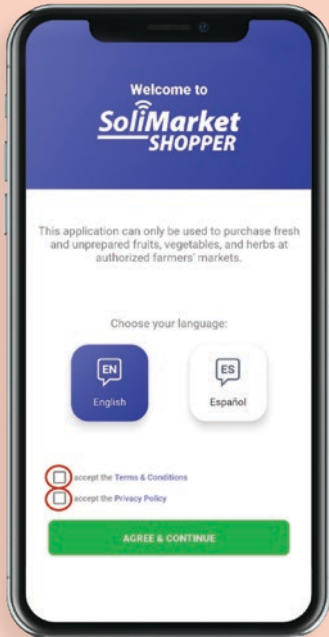 Welcome to
SoliMarket
SHOPPER
This application can only be used to purchase fresh
and unprepared fruits, vegetables, and herbs at
authorized farmers' markets.
Choose your language:
EN
English
ES
Español
accept the Terms & Conditions
accept the Privacy Policy
AGREE & CONTINUE